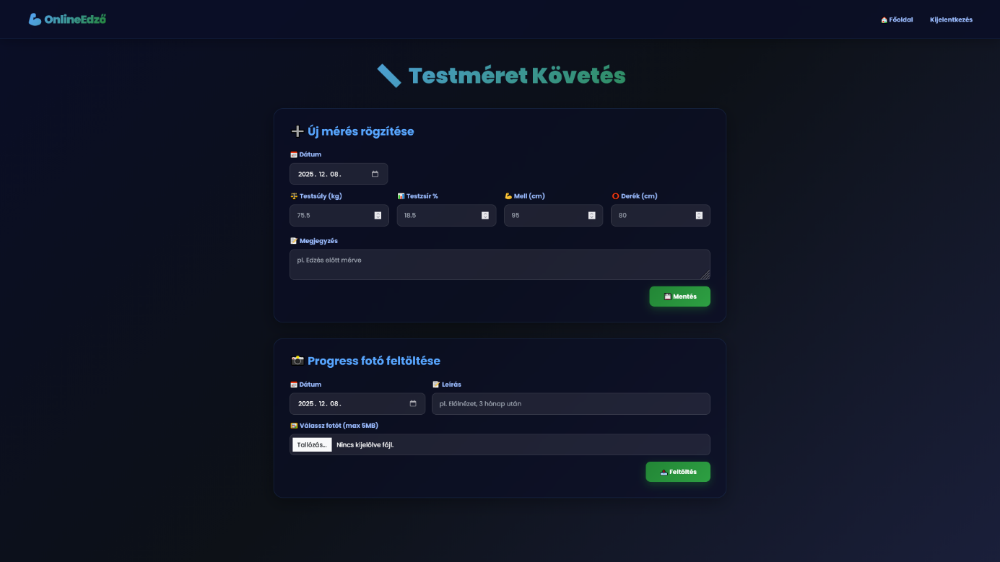 OnlineEdző
Főoldal
Kijelentkezés
Testméret Követés
Új mérés rögzítése
Dátum
2025. 12. 08.
Testsúly (kg)
Testzsír %
Mell (cm)
Derék (cm)
75.5
18.5
95
80
Megjegyzés
pl. Edzés előtt mérve
Mentés
Progress fotó feltöltése
Dátum
Leírás
2025. 12. 08.
pl. Előlnézet, 3 hónap után
Válassz fotót (max 5MB)
Tallózás... Nincs kijelölve fájl.
Feltöltés